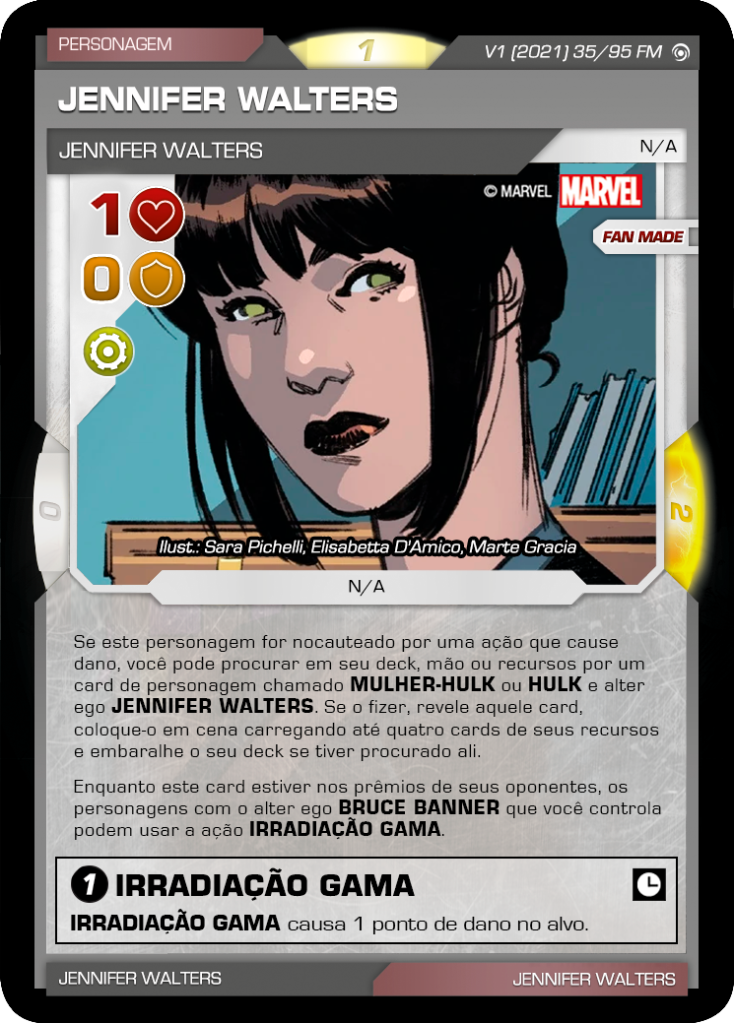 PERSONAGEM
1
V1 (2021) 35/95 FM
JENNIFER WALTERS
JENNIFER WALTERS
N/A
© MARVEL MARVEL
1
FAN MADE
0
0
2
Ilust.: Sara Pichelli, Elisabetta D'Amico, Marte Gracia
N/A
Se este personagem for nocauteado por uma ação que cause
dano, você pode procurar em seu deck, mão ou recursos por um
card de personagem chamado MULHER-HULK ou HULK e alter
ego JENNIFER WALTERS. Se o fizer, revele aquele card,
coloque-o em cena carregando até quatro cards de seus recursos
e embaralhe o seu deck se tiver procurado ali.
Enquanto este card estiver nos prêmios de seus oponentes, os
personagens com o alter ego BRUCE BANNER que você controla
podem usar a ação IRRADIAÇÃO GAMA.
1 IRRADIAÇÃO GAMA
IRRADIAÇÃO GAMA causa 1 ponto de dano no alvo.
JENNIFER WALTERS
JENNIFER WALTERS